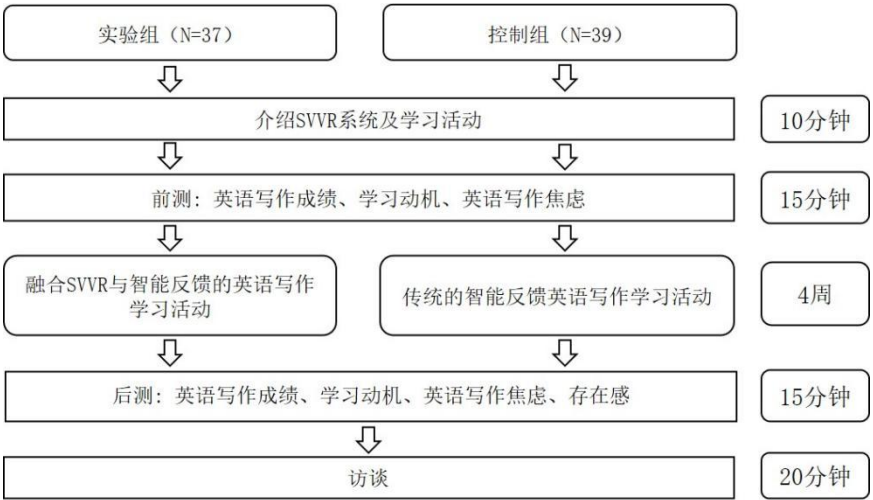 实验组（N=37）
控制组（N=39）
介绍SVVR系统及学习活动
10分钟
前测: 英语写作成绩、学习动机、英语写作焦虑
15分钟
融合SVVR与智能反馈的英语写作
学习活动
传统的智能反馈英语写作学习活动
4周
后测: 英语写作成绩、学习动机、英语写作焦虑、存在感
15分钟
访谈
20分钟